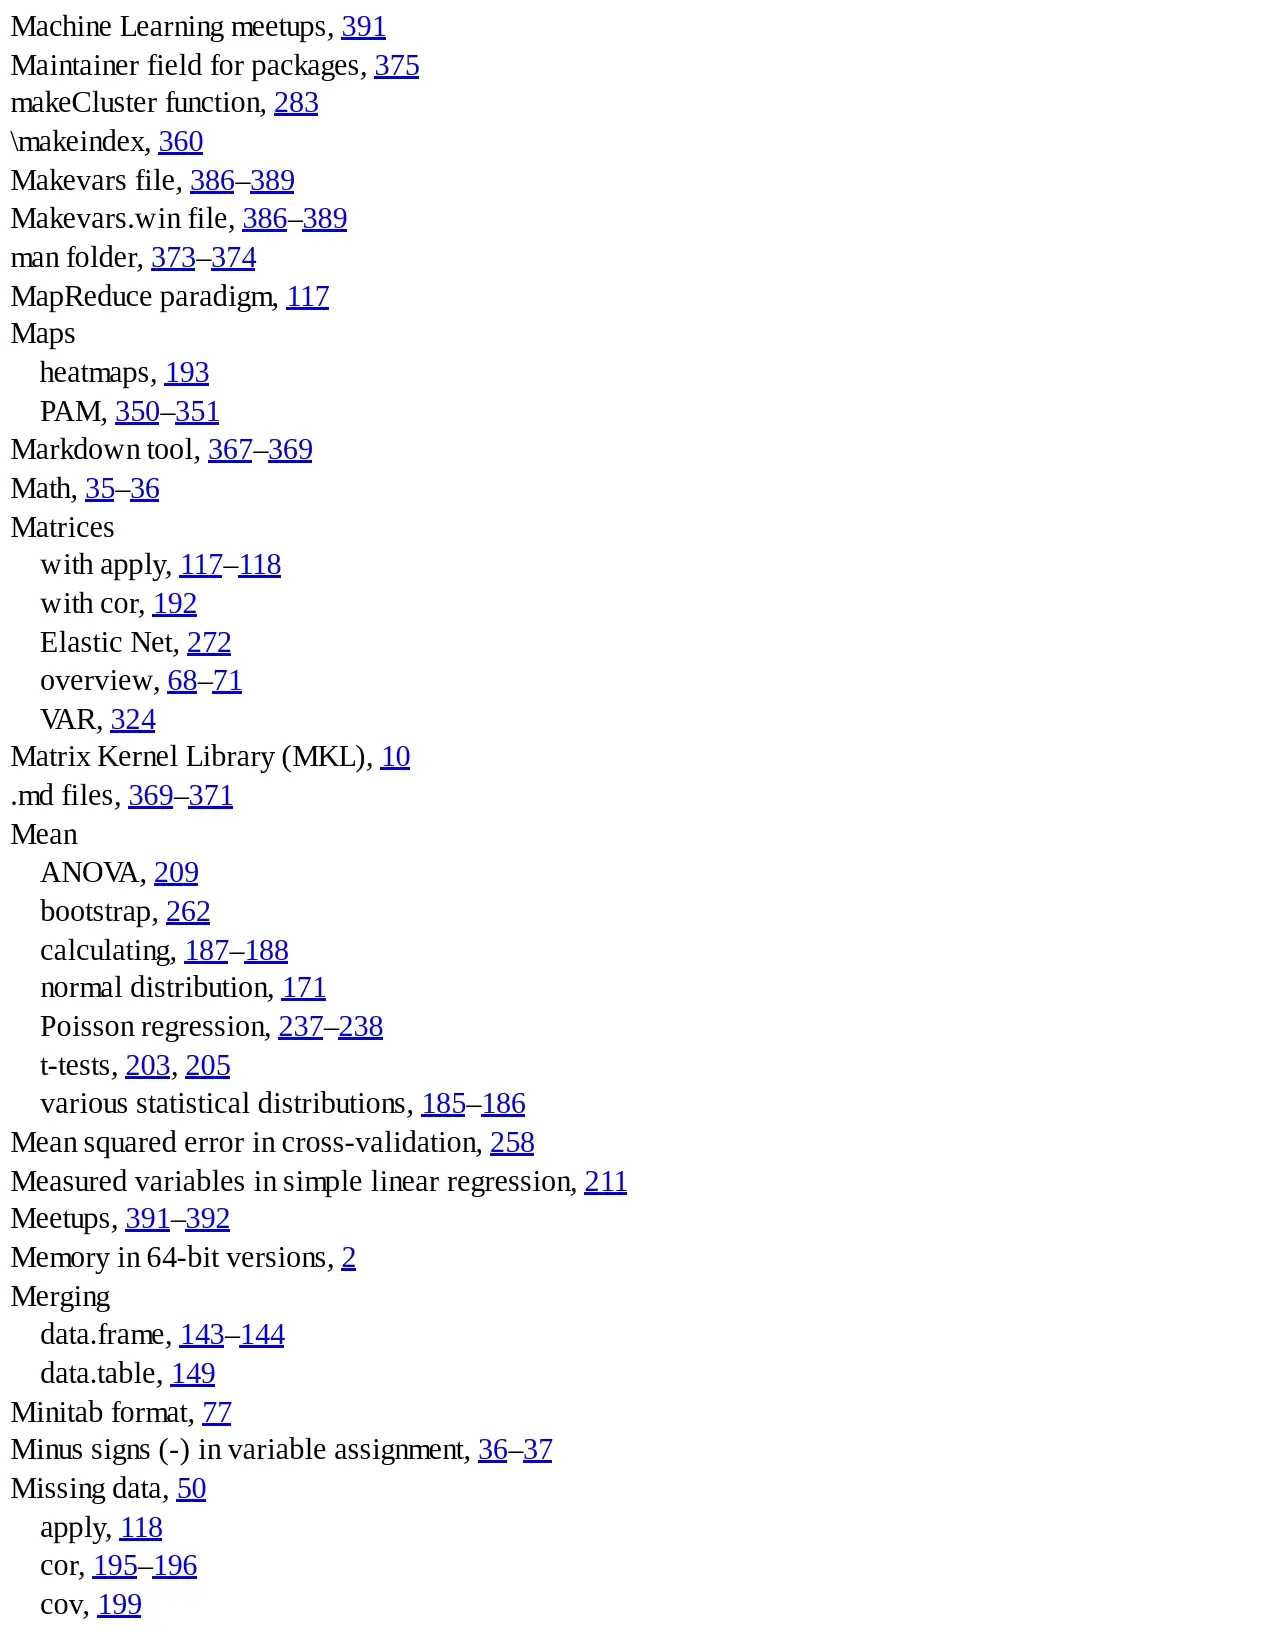 Machine Learning meetups, 391
Maintainer field for packages, 375
makeCluster function, 283
\makeindex, 360
Makevars file, 386–389
Makevars.win file, 386–389
man folder, 373–374
MapReduce paradigm, 117
Maps
heatmaps, 193
PAM, 350–351
Markdown tool, 367–369
Math, 35–36
Matrices
with apply, 117–118
with cor, 192
Elastic Net, 272
overview, 68–71
VAR, 324
Matrix Kernel Library (MKL), 10
.md files, 369–371
Mean
ANOVA, 209
bootstrap, 262
calculating, 187–188
normal distribution, 171
Poisson regression, 237–238
t-tests, 203, 205
various statistical distributions, 185–186
Mean squared error in cross-validation, 258
Measured variables in simple linear regression, 211
Meetups, 391–392
Memory in 64-bit versions, 2
Merging
data.frame, 143–144
data.table, 149
Minitab format, 77
Minus signs (-) in variable assignment, 36–37
Missing data, 50
apply, 118
cor, 195–196
cov, 199